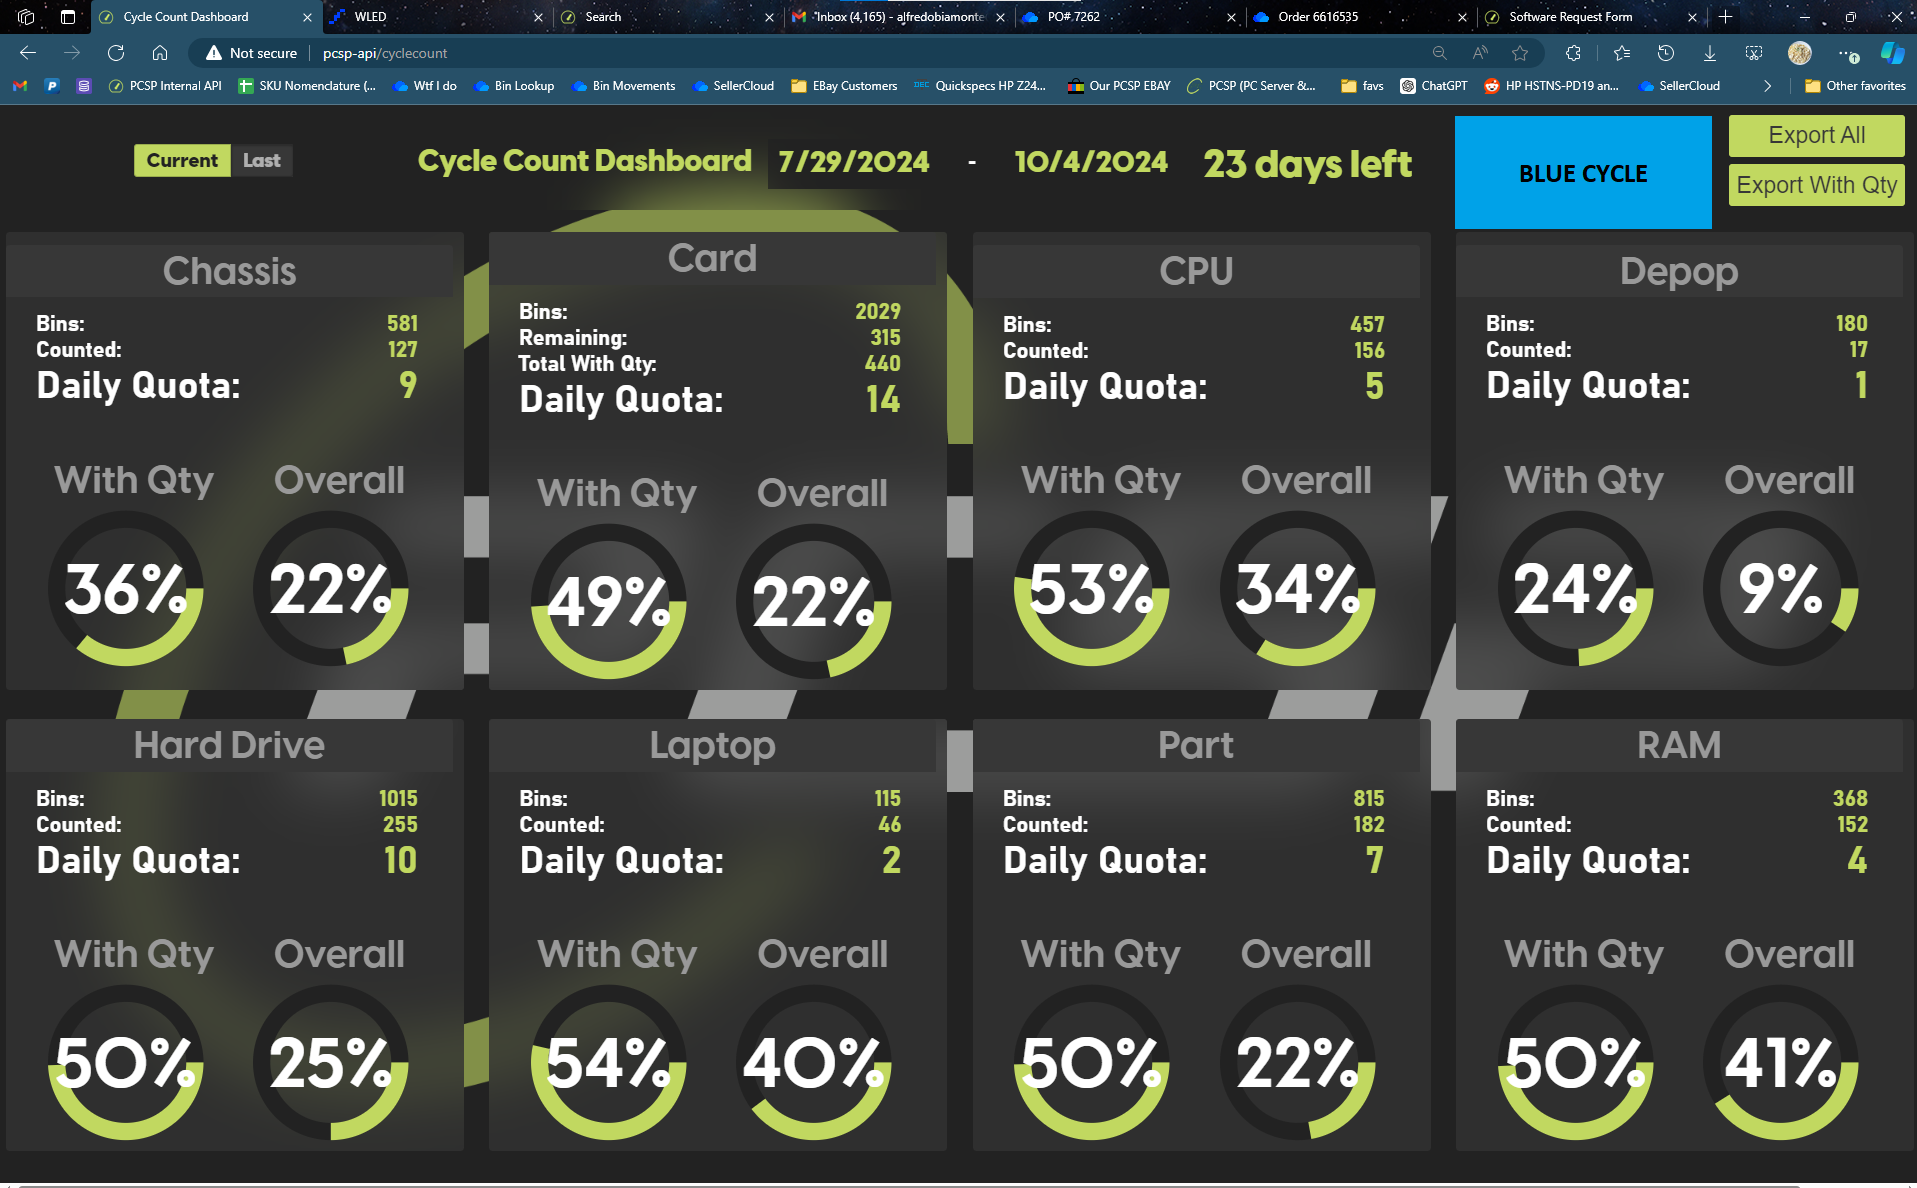 Cycle Count Dashboard
WLED
Search
"Inbox (4,165) - alfredobiamonte
PO# 7262
Order 6616535
Software Request Form
Not secure
pcsp-api/cyclecount
PCSP Internal API
SKU Nomenclature (...
Wtf I do
Bin Lookup
Bin Movements
SellerCloud
EBay Customers
Quickspecs HP Z24...
Our PCSP EBAY
PCSP (PC Server &...
favs
ChatGPT
HP HSTNS-PD19 an...
SellerCloud
Other favorites
Current Last
Cycle Count Dashboard 7/29/2024 - 10/4/2024 23 days left
BLUE CYCLE
Export All
Export With Qty
Chassis
Bins: 581
Counted: 127
Daily Quota: 9
With Qty Overall
36% 22%
Card
Bins: 2029
Remaining: 315
Total With Qty: 440
Daily Quota: 14
With Qty Overall
49% 22%
CPU
Bins: 457
Counted: 156
Daily Quota: 5
With Qty Overall
53% 34%
Depop
Bins: 180
Counted: 17
Daily Quota: 1
With Qty Overall
24% 9%
Hard Drive
Bins: 1015
Counted: 255
Daily Quota: 10
With Qty Overall
50% 25%
Laptop
Bins: 115
Counted: 46
Daily Quota: 2
With Qty Overall
54% 40%
Part
Bins: 815
Counted: 182
Daily Quota: 7
With Qty Overall
50% 22%
RAM
Bins: 368
Counted: 152
Daily Quota: 4
With Qty Overall
50% 41%